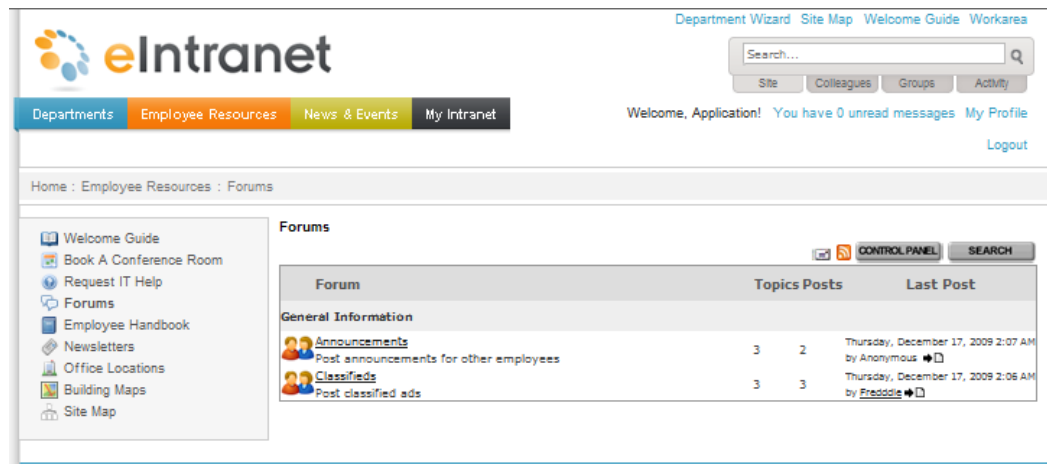 Department Wizard Site Map Welcome Guide Workarea
eIntranet
Search...
Site Colleagues Groups Activity
Departments Employee Resources News & Events My Intranet
Welcome, Application! You have 0 unread messages My Profile
Logout
Home : Employee Resources : Forums
Welcome Guide
Book A Conference Room
Request IT Help
Forums
Employee Handbook
Newsletters
Office Locations
Building Maps
Site Map
Forums
CONTROL PANEL SEARCH
Forum Topics Posts Last Post
General Information
Announcements
Post announcements for other employees
3 2
Thursday, December 17, 2009 2:07 AM
by Anonymous
Classifieds
Post classified ads
3 3
Thursday, December 17, 2009 2:06 AM
by Fredddie